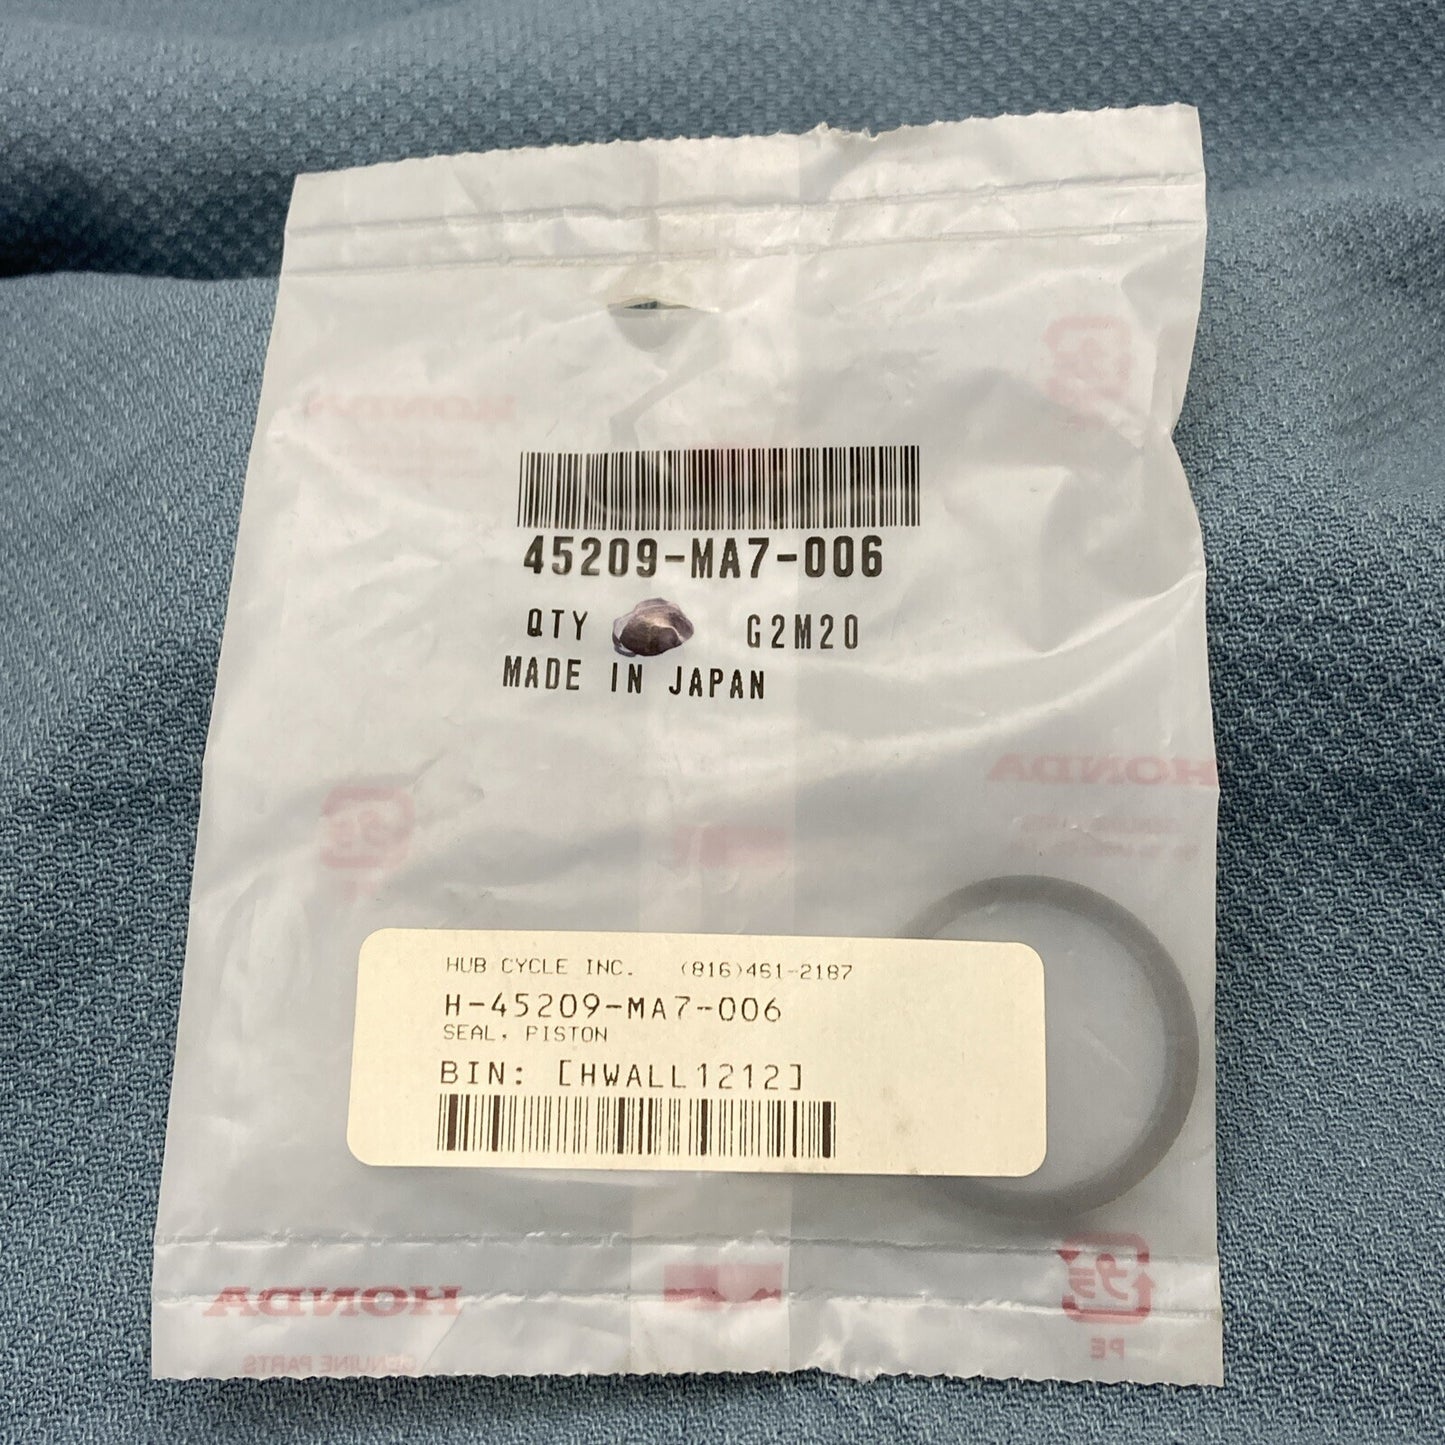 HONDA
45209-MA7-006
QTY G2M20
MADE IN JAPAN
HONDA
HUB CYCLE INC. (816)461-2187
H-45209-MA7-006
SEAL, PISTON
BIN: [HWALL1212]
HONDA
GENUINE PARTS
PE